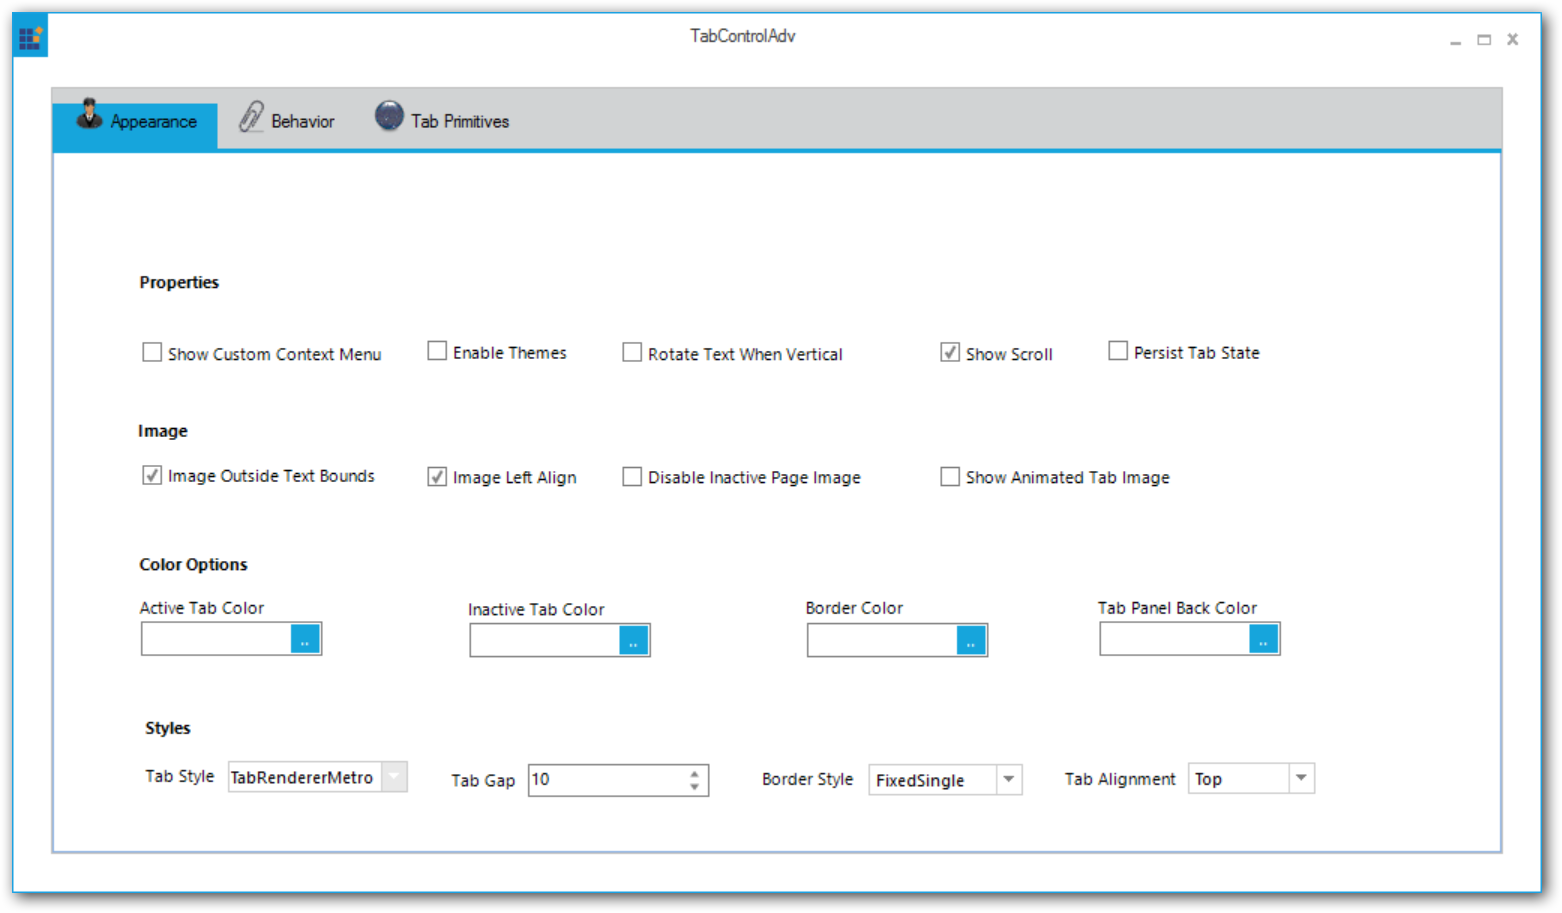 TabControlAdv
Appearance Behavior Tab Primitives
Properties
Show Custom Context Menu Enable Themes Rotate Text When Vertical Show Scroll Persist Tab State
Image
Image Outside Text Bounds Image Left Align Disable Inactive Page Image Show Animated Tab Image
Color Options
Active Tab Color Inactive Tab Color Border Color Tab Panel Back Color
.. .. .. ..
Styles
Tab Style TabRendererMetro Tab Gap 10 Border Style FixedSingle Tab Alignment Top